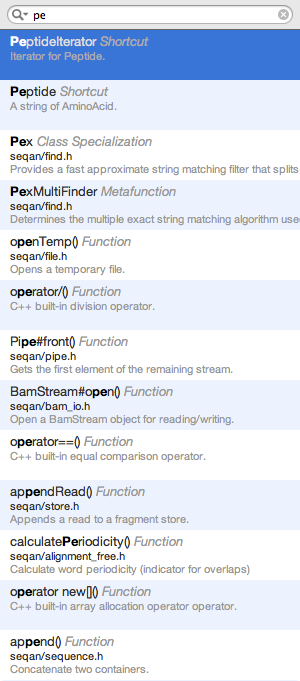 pe
PeptideIterator Shortcut
Iterator for Peptide.
Peptide Shortcut
A string of AminoAcid.
Pex Class Specialization
seqan/find.h
Provides a fast approximate string matching filter that splits
PexMultiFinder Metafunction
seqan/find.h
Determines the multiple exact string matching algorithm use
openTemp() Function
seqan/file.h
Opens a temporary file.
operator/() Function
C++ built-in division operator.
Pipe#front() Function
seqan/pipe.h
Gets the first element of the remaining stream.
BamStream#open() Function
seqan/bam_io.h
Open a BamStream object for reading/writing.
operator==() Function
C++ built-in equal comparison operator.
appendRead() Function
seqan/store.h
Appends a read to a fragment store.
calculatePeriodicity() Function
seqan/alignment_free.h
Calculate word periodicity (indicator for overlaps)
operator new[]() Function
C++ built-in array allocation operator operator.
append() Function
seqan/sequence.h
Concatenate two containers.